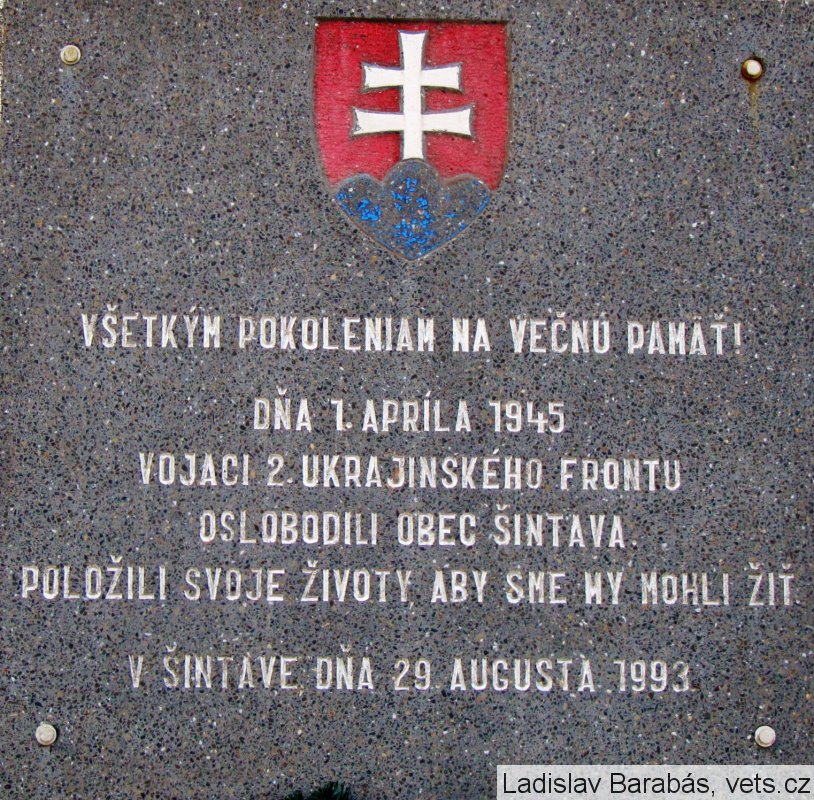 VŠETKÝM POKOLENIAM NA VEČNÚ PAMÄŤ!
DŇA 1. APRÍLA 1945
VOJACI 2. UKRAJINSKÉHO FRONTU
OSLOBODILI OBEC ŠINTAVA.
POLOŽILI SVOJE ŽIVOTY, ABY SME MY MOHLI ŽIŤ.
V ŠINTAVE, DŇA 29. AUGUSTA 1993
Ladislav Barabás, vets.cz